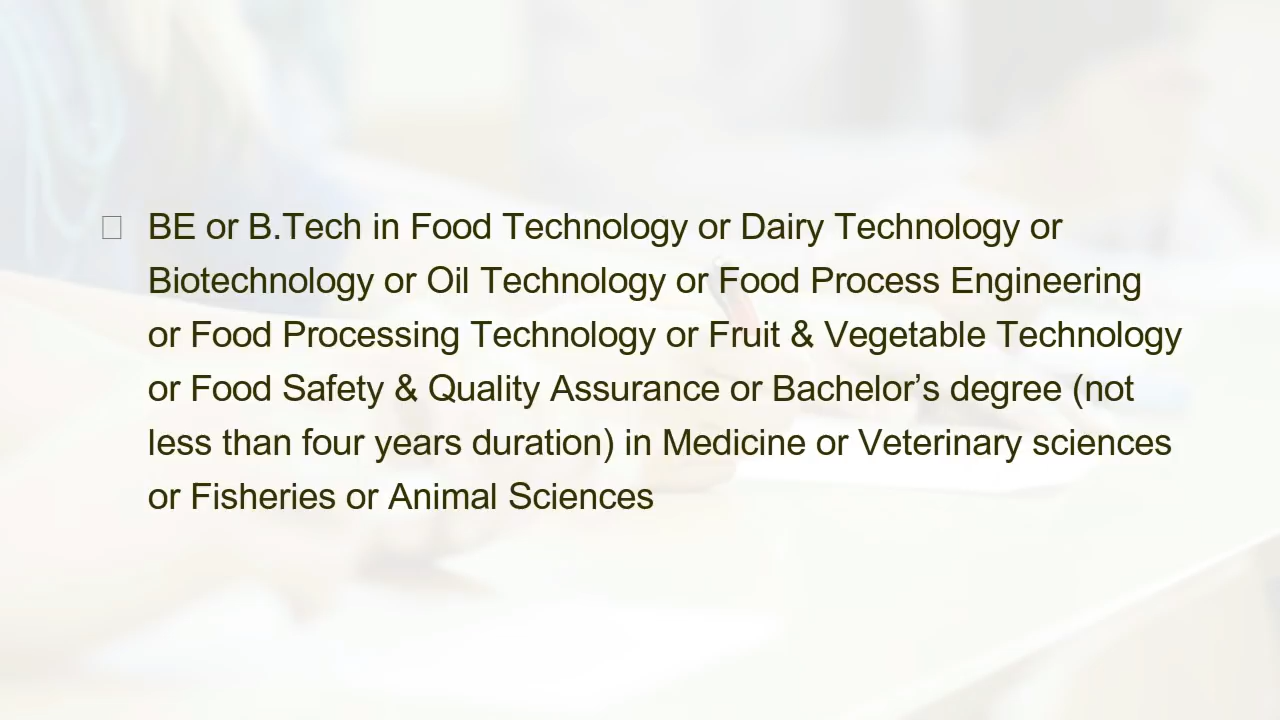 BE or B.Tech in Food Technology or Dairy Technology or
Biotechnology or Oil Technology or Food Process Engineering
or Food Processing Technology or Fruit & Vegetable Technology
or Food Safety & Quality Assurance or Bachelor’s degree (not
less than four years duration) in Medicine or Veterinary sciences
or Fisheries or Animal Sciences